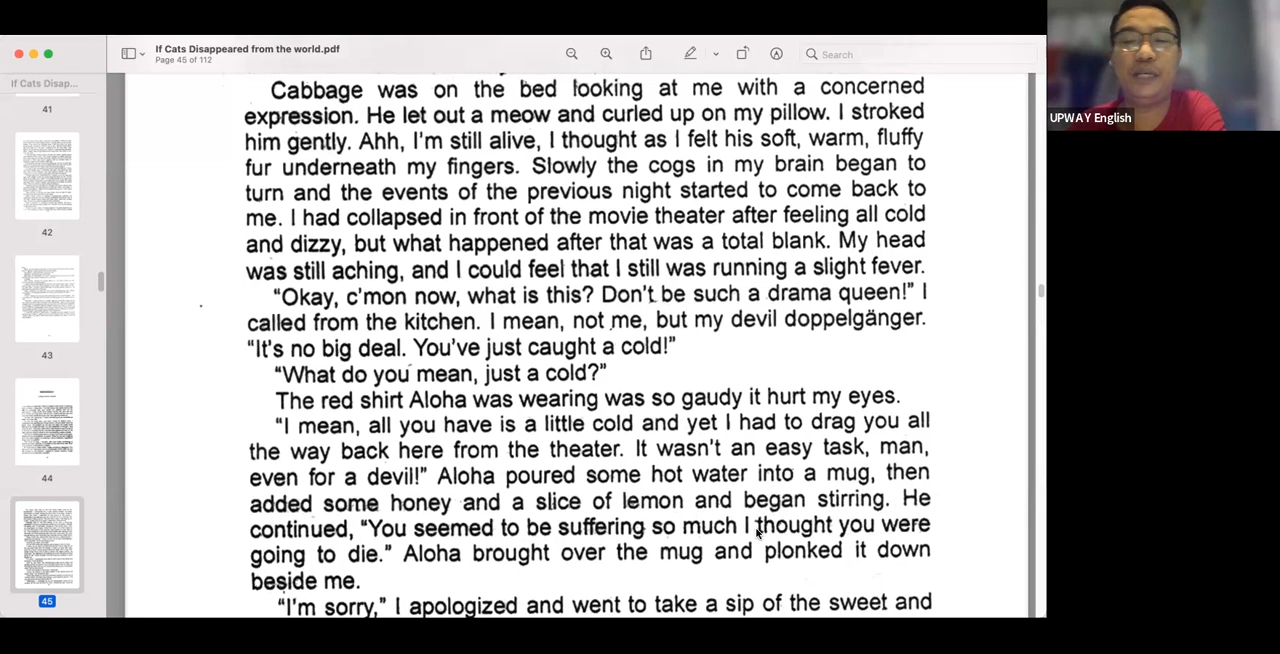 If Cats Disappeared from the world.pdf
Page 45 of 112
Search
If Cats Disap...
41
42
43
44
45
UPWAY English
Cabbage was on the bed looking at me with a concerned
expression. He let out a meow and curled up on my pillow. I stroked
him gently. Ahh, I'm still alive, I thought as I felt his soft, warm, fluffy
fur underneath my fingers. Slowly the cogs in my brain began to
turn and the events of the previous night started to come back to
me. I had collapsed in front of the movie theater after feeling all cold
and dizzy, but what happened after that was a total blank. My head
was still aching, and I could feel that I still was running a slight fever.
"Okay, c'mon now, what is this? Don't be such a drama queen!" I
called from the kitchen. I mean, not me, but my devil doppelgänger.
"It's no big deal. You've just caught a cold!"
"What do you mean, just a cold?"
The red shirt Aloha was wearing was so gaudy it hurt my eyes.
"I mean, all you have is a little cold and yet I had to drag you all
the way back here from the theater. It wasn't an easy task, man,
even for a devil!" Aloha poured some hot water into a mug, then
added some honey and a slice of lemon and began stirring. He
continued, "You seemed to be suffering so much I thought you were
going to die." Aloha brought over the mug and plonked it down
beside me.
"I'm sorry," I apologized and went to take a sip of the sweet and